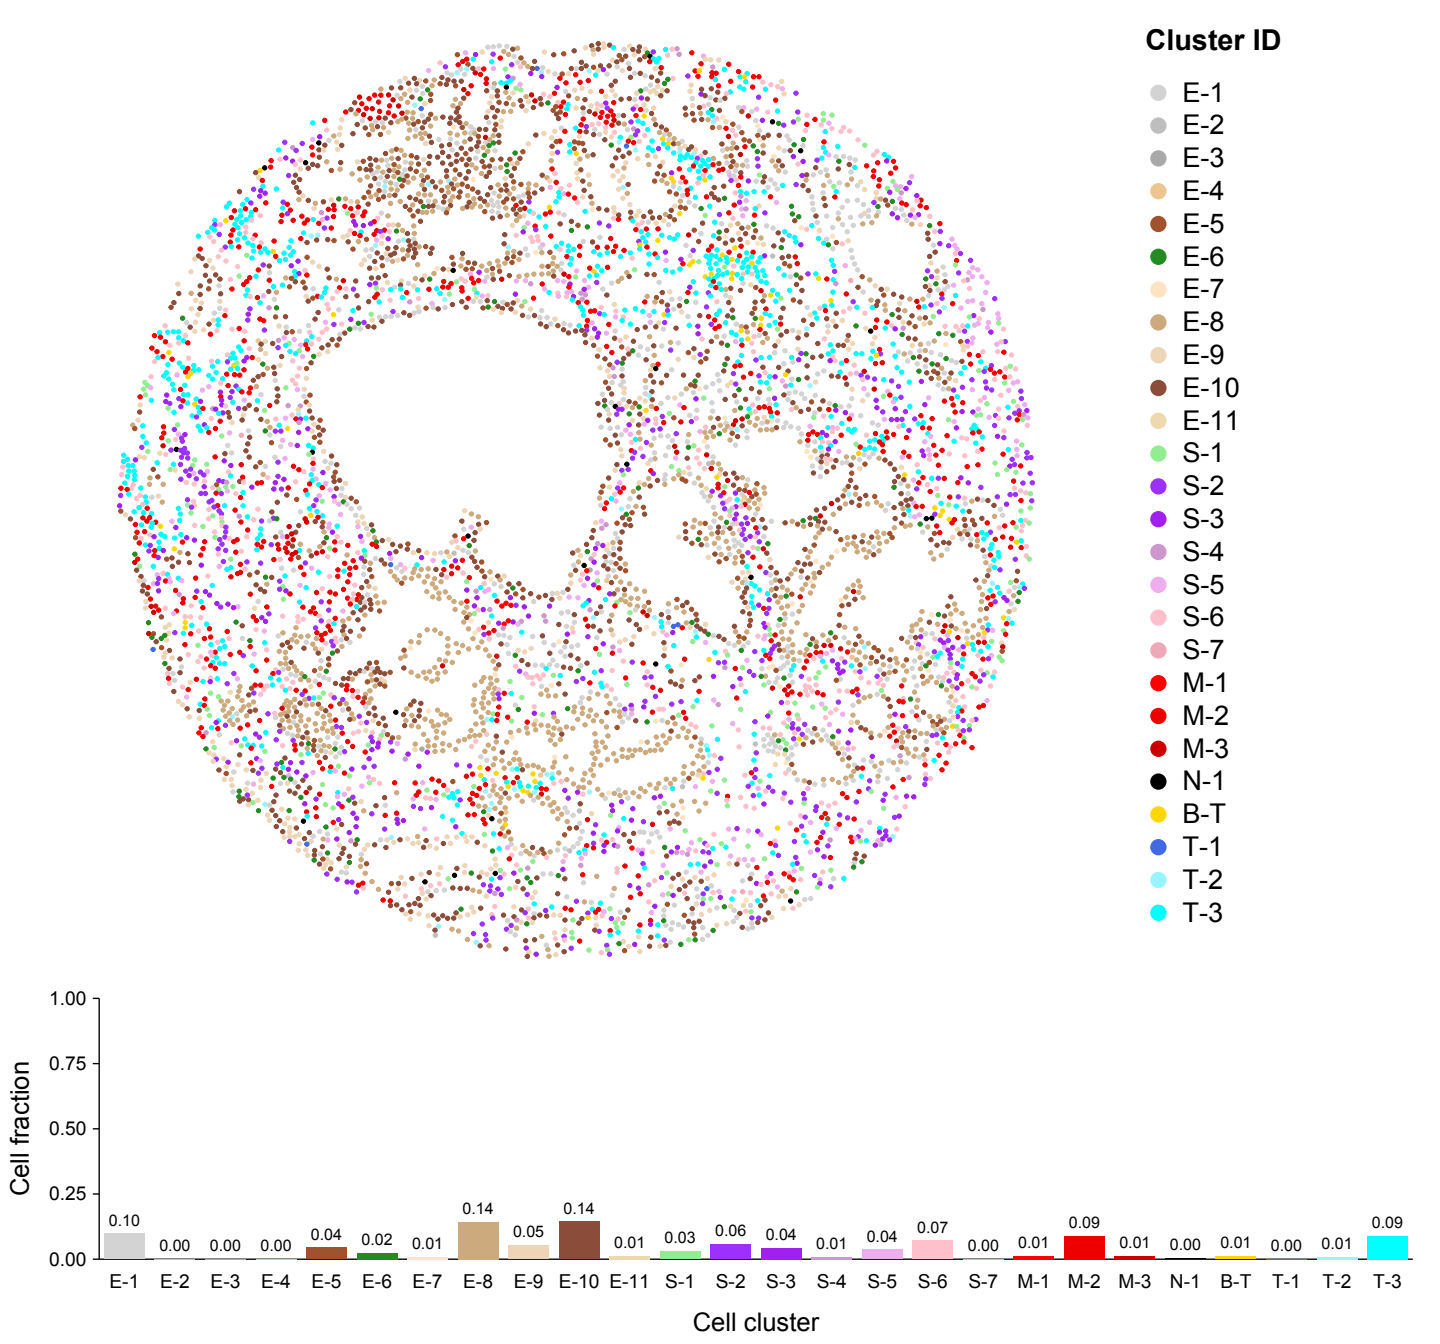 Cluster ID
E-1
E-2
E-3
E-4
E-5
E-6
E-7
E-8
E-9
E-10
E-11
S-1
S-2
S-3
S-4
S-5
S-6
S-7
M-1
M-2
M-3
N-1
B-T
T-1
T-2
T-3
Cell fraction
1.00
0.75
0.50
0.25
0.00
0.10 0.00 0.00 0.00 0.04 0.02 0.01 0.14 0.05 0.14 0.01 0.03 0.06 0.04 0.01 0.04 0.07 0.00 0.01 0.09 0.01 0.00 0.01 0.00 0.01 0.09
E-1 E-2 E-3 E-4 E-5 E-6 E-7 E-8 E-9 E-10 E-11 S-1 S-2 S-3 S-4 S-5 S-6 S-7 M-1 M-2 M-3 N-1 B-T T-1 T-2 T-3
Cell cluster